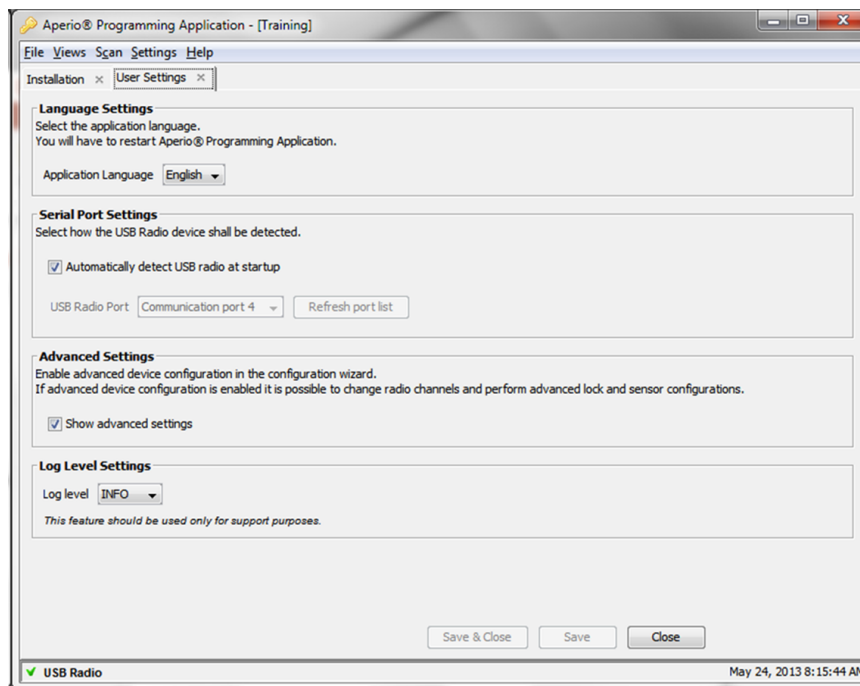 Aperio® Programming Application - [Training]
File Views Scan Settings Help
Installation × User Settings ×
Language Settings
Select the application language.
You will have to restart Aperio® Programming Application.
Application Language English
Serial Port Settings
Select how the USB Radio device shall be detected.
Automatically detect USB radio at startup
USB Radio Port Communication port 4 Refresh port list
Advanced Settings
Enable advanced device configuration in the configuration wizard.
If advanced device configuration is enabled it is possible to change radio channels and perform advanced lock and sensor configurations.
Show advanced settings
Log Level Settings
Log level INFO
This feature should be used only for support purposes.
Save & Close Save Close
USB Radio May 24, 2013 8:15:44 AM